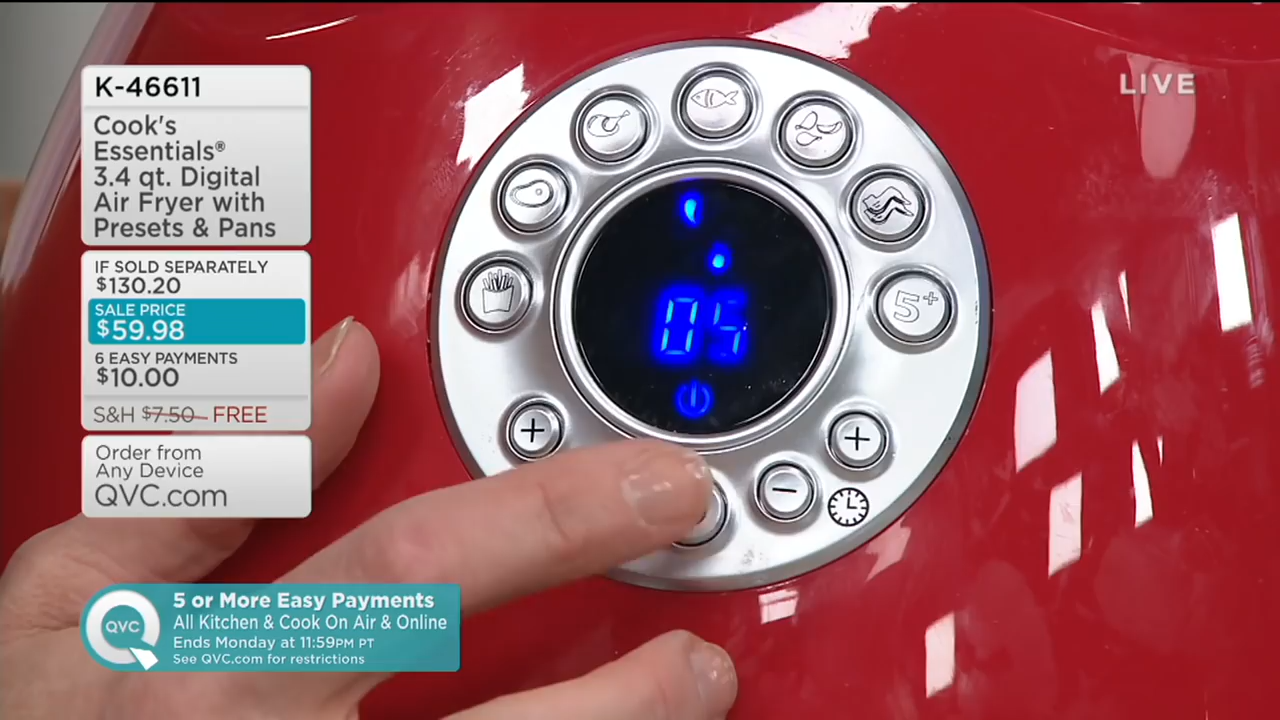 K-46611
Cook's
Essentials®
3.4 qt. Digital
Air Fryer with
Presets & Pans
IF SOLD SEPARATELY
$130.20
SALE PRICE
$59.98
6 EASY PAYMENTS
$10.00
S&H $7.50 FREE
Order from
Any Device
QVC.com
QVC
5 or More Easy Payments
All Kitchen & Cook On Air & Online
Ends Monday at 11:59PM PT
See QVC.com for restrictions
LIVE
5+
05
+
− +